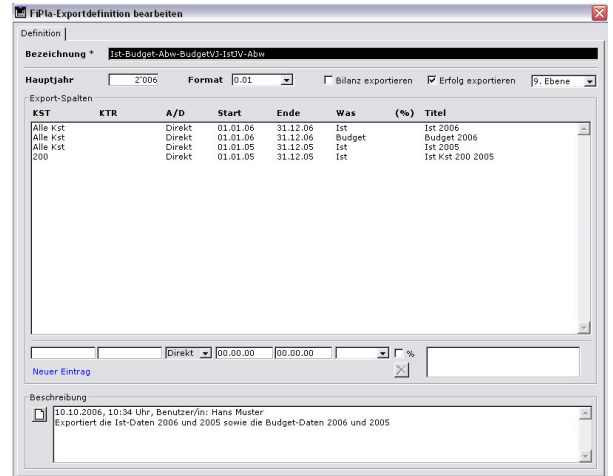 FiPla-Exportdefinition bearbeiten
Definition
Bezeichnung * Ist-Budget-Abw-BudgetVJ-IstJV-Abw
Hauptjahr 2'006 Format 0.01 Bilanz exportieren Erfolg exportieren 9. Ebene
Export-Spalten
KST KTR A/D Start Ende Was (%) Titel
Alle Kst Direkt 01.01.06 31.12.06 Ist Ist 2006
Alle Kst Direkt 01.01.06 31.12.06 Budget Budget 2006
Alle Kst Direkt 01.01.05 31.12.05 Ist Ist 2005
200 Direkt 01.01.05 31.12.05 Ist Ist Kst 200 2005
Direkt 00.00.00 00.00.00 %
Neuer Eintrag
Beschreibung
10.10.2006, 10:34 Uhr, Benutzer/in: Hans Muster
Exportiert die Ist-Daten 2006 und 2005 sowie die Budget-Daten 2006 und 2005